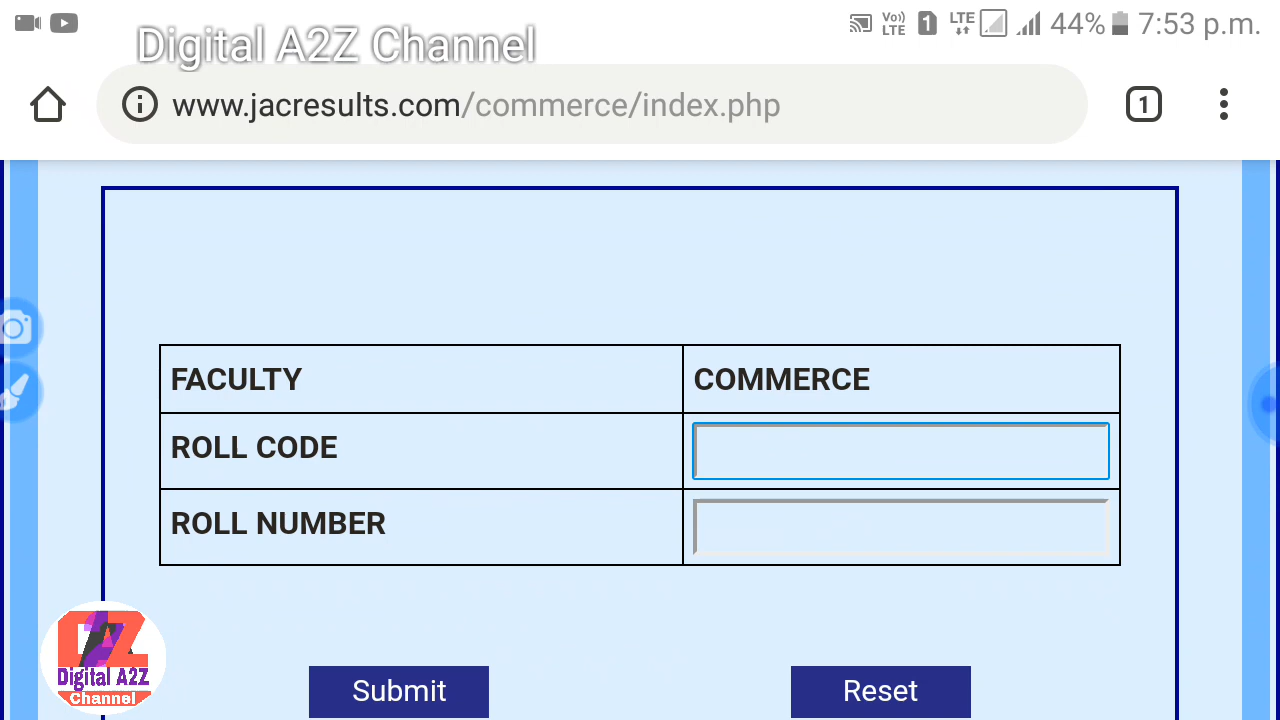 Vo) LTE 1 LTE 44% 7:53 p.m.
Digital A2Z Channel
www.jacresults.com/commerce/index.php
1
FACULTY COMMERCE
ROLL CODE
ROLL NUMBER
Submit Reset
Digital A2Z
Channel